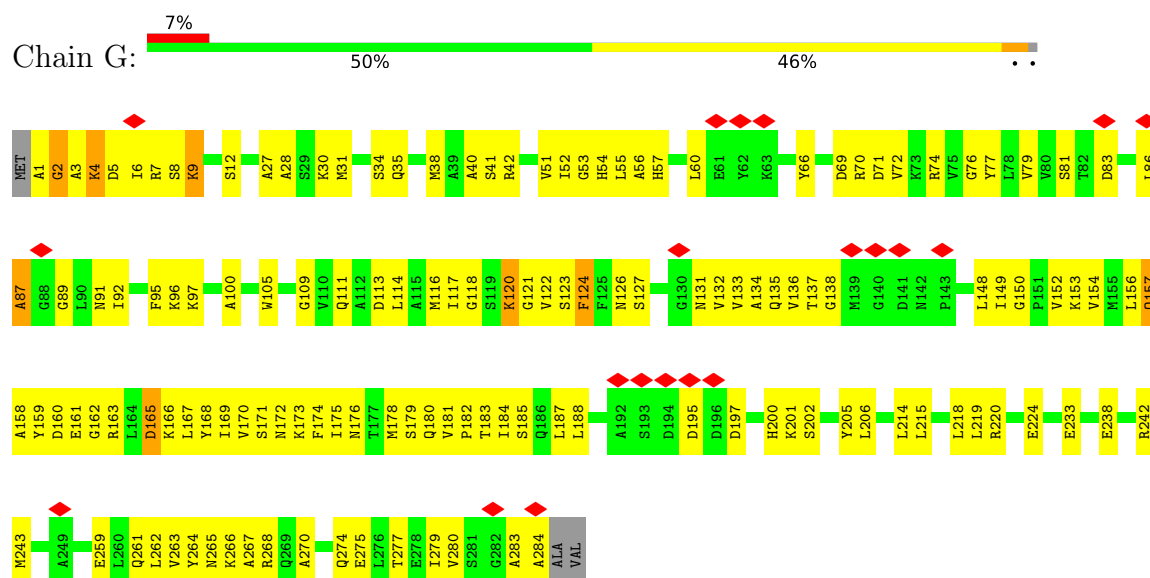 7%
Chain G:
50% 46% . .
MET A1 G2 A3 K4 D5 I6 R7 S8 K9 S12 A27 A28 S29 K30 M31 S34 Q35 M38 A39 A40 S41 R42 V51 I52 G53 H54 L55 A56 H57 L60 E61 Y62 K63 Y66 D69 R70 D71 V72 K73 R74 V75 G76 Y77 L78 V79 V80 S81 T82 D83 L86
A87 G88 G89 L90 N91 I92 F95 K96 K97 A100 W105 G109 V110 Q111 A112 D113 L114 A115 M116 I117 G118 S119 K120 G121 V122 S123 F124 F125 N126 S127 G130 N131 V132 V133 A134 Q135 V136 T137 G138 M139 G140 D141 N142 P143 L148 I149 G150 P151 V152 K153 V154 M155 L156 Q157
A158 Y159 D160 E161 G162 R163 L164 D165 K166 L167 Y168 I169 V170 S171 N172 K173 F174 I175 N176 T177 M178 S179 Q180 V181 P182 T183 I184 S185 Q186 L187 L188 A192 S193 D194 D195 D196 D197 H200 K201 S202 Y205 L206 L214 L215 L218 L219 R220 E224 E233 E238 R242
M243 A249 E259 L260 Q261 L262 V263 Y264 N265 K266 A267 R268 Q269 A270 Q274 E275 L276 T277 E278 I279 V280 S281 G282 A283 A284 ALA VAL